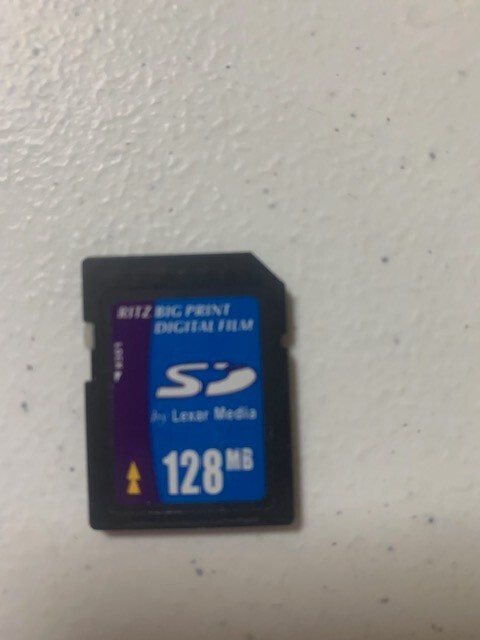 RITZ BIG PRINT
DIGITAL FILM
SD
by Lexar Media
128MB